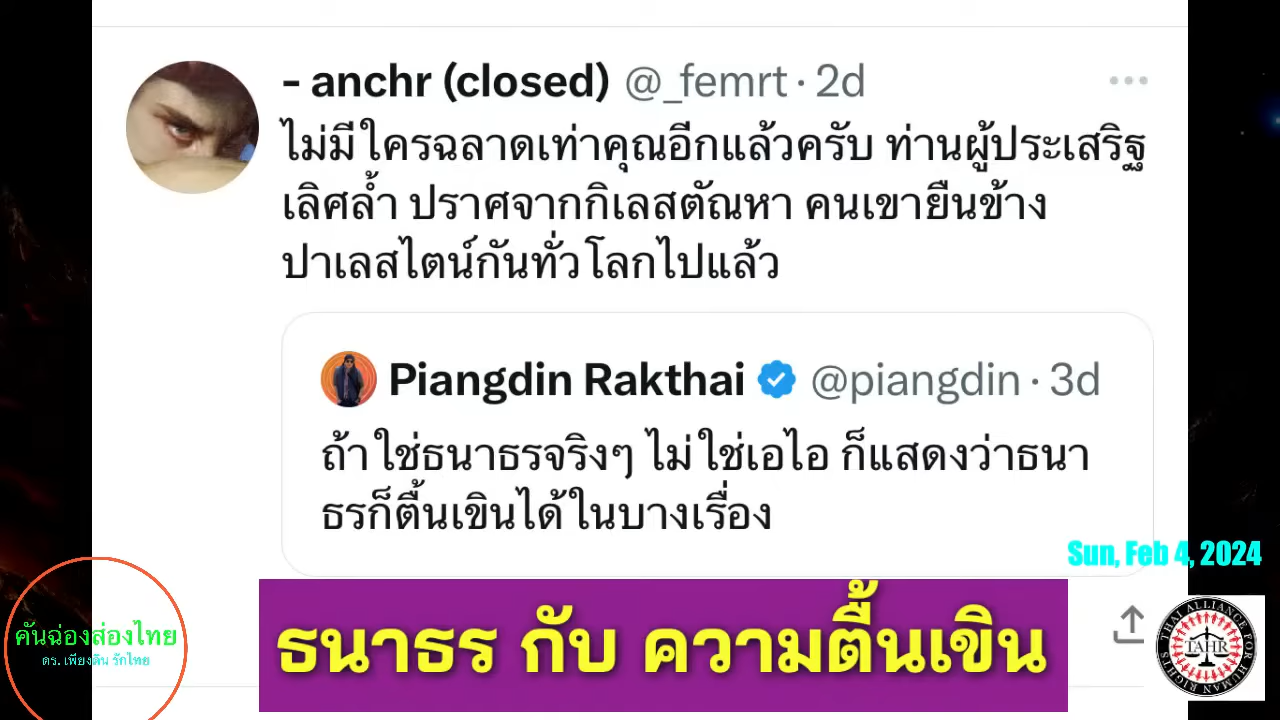 - anchr (closed) @_femrt · 2d
ไม่มีใครฉลาดเท่าคุณอีกแล้วครับ ท่านผู้ประเสริฐ
เลิศล้ำ ปราศจากกิเลสตัณหา คนเขายืนข้าง
ปาเลสไตน์กันทั่วโลกไปแล้ว
Piangdin Rakthai @piangdin · 3d
ถ้าใช่ธนาธรจริงๆ ไม่ใช่เอไอ ก็แสดงว่าธนา
ธรก็ตื้นเขินได้ในบางเรื่อง
Sun, Feb 4, 2024
คันฉ่องส่องไทย
ดร. เพียงดิน รักไทย
ธนาธร กับ ความตื้นเขิน
THAI ALLIANCE FOR HUMAN RIGHTS
TAHR